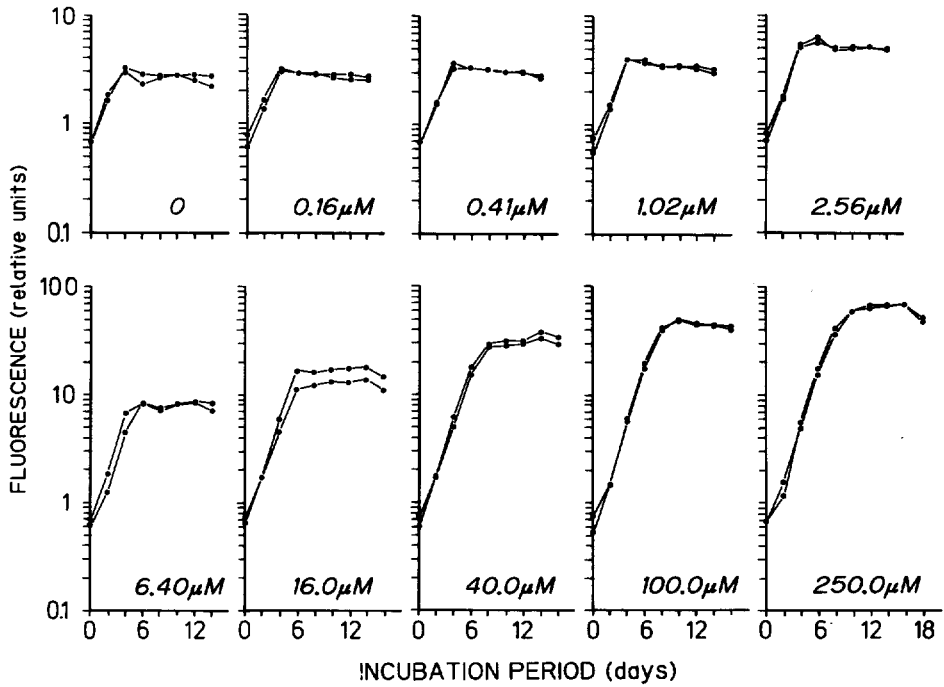 10
1
0.1
0
0.16µM
0.41µM
1.02µM
2.56µM
FLUORESCENCE (relative units)
100
10
1
0.1
6.40µM
16.0µM
40.0µM
100.0µM
250.0µM
0 6 12 0 6 12 0 6 12 0 6 12 0 6 12 18
INCUBATION PERIOD (days)